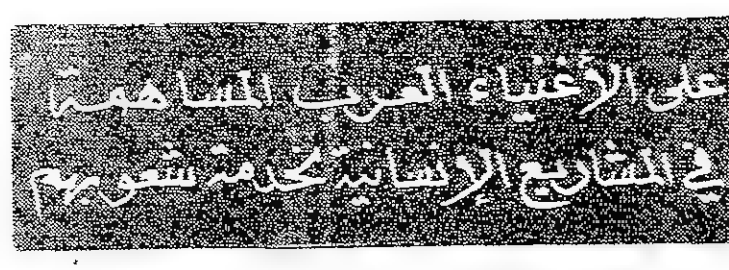 على الأغنياء العرب المساهمة
في المشاريع الإنسانية لخدمة شعوبهم